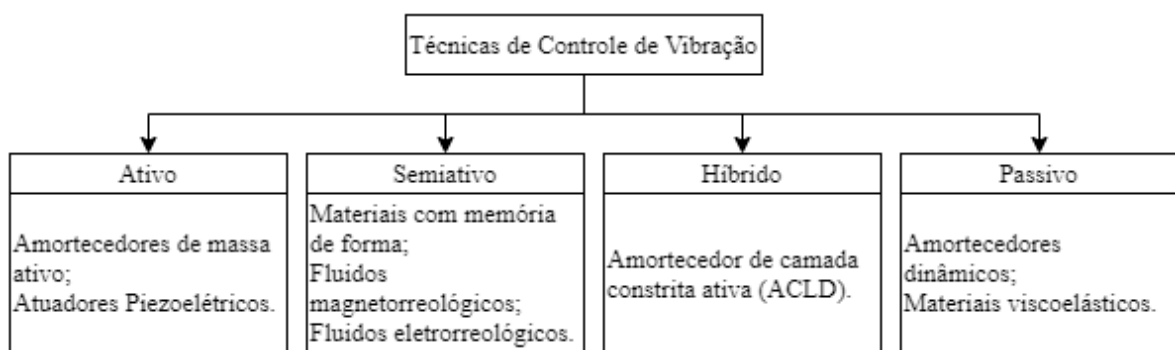 Técnicas de Controle de Vibração
Ativo
Amortecedores de massa
ativo;
Atuadores Piezoelétricos.
Semiativo
Materiais com memória
de forma;
Fluidos
magnetorreológicos;
Fluidos eletrorreológicos.
Híbrido
Amortecedor de camada
constrita ativa (ACLD).
Passivo
Amortecedores
dinâmicos;
Materiais viscoelásticos.